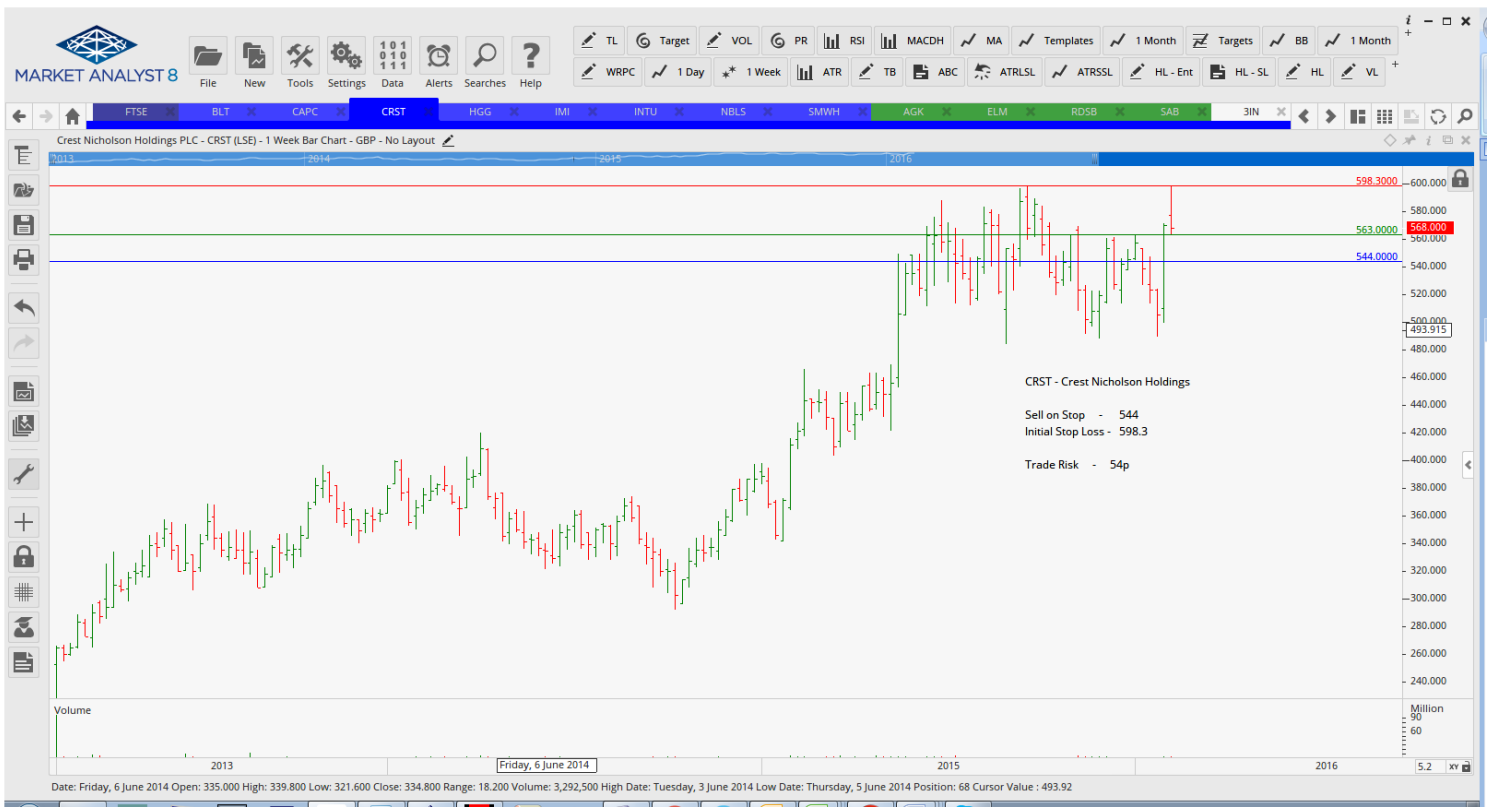 i
MARKET ANALYST 8
File New Tools Settings Data Alerts Searches Help
101
010
111
TL Target VOL PR RSI MACDH MA Templates 1 Month Targets BB 1 Month +
WRPC 1 Day 1 Week ATR TB ABC ATRLSL ATRSSL HL - Ent HL - SL HL VL +
FTSE BLT CAPC CRST HGG IMI INTU NBLS SMWH AGK ELM RDSB SAB 3IN
Crest Nicholson Holdings PLC - CRST (LSE) - 1 Week Bar Chart - GBP - No Layout
2013 2014 2015 2016
598.3000
600.000
580.000
563.0000
568.000
560.000
544.0000
540.000
520.000
500.000
493.915
480.000
460.000
440.000
420.000
400.000
380.000
360.000
340.000
320.000
300.000
280.000
260.000
240.000
CRST - Crest Nicholson Holdings
Sell on Stop - 544
Initial Stop Loss - 598.3
Trade Risk - 54p
Volume
Million
90
60
2013 Friday, 6 June 2014 2015 2016 5.2 XY
Date: Friday, 6 June 2014 Open: 335.000 High: 339.800 Low: 321.600 Close: 334.800 Range: 18.200 Volume: 3,292,500 High Date: Tuesday, 3 June 2014 Low Date: Thursday, 5 June 2014 Position: 68 Cursor Value : 493.92